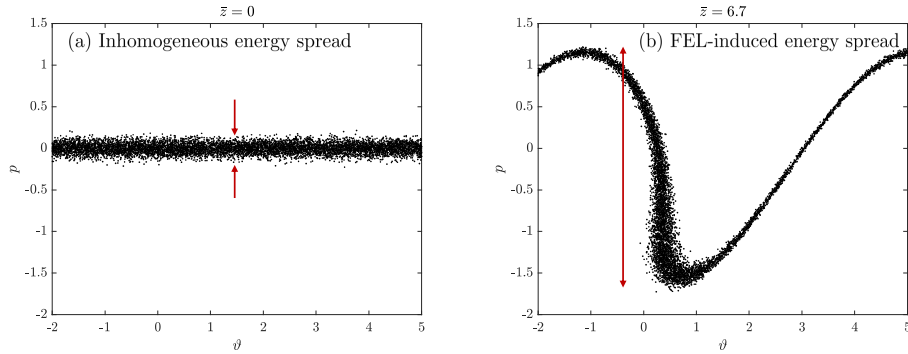 z̄ = 0
(a) Inhomogeneous energy spread
1.5
1
0.5
0
-0.5
-1
-1.5
-2
p
-2 -1 0 1 2 3 4 5
ϑ
z̄ = 6.7
(b) FEL-induced energy spread
1.5
1
0.5
0
-0.5
-1
-1.5
-2
p
-2 -1 0 1 2 3 4 5
ϑ